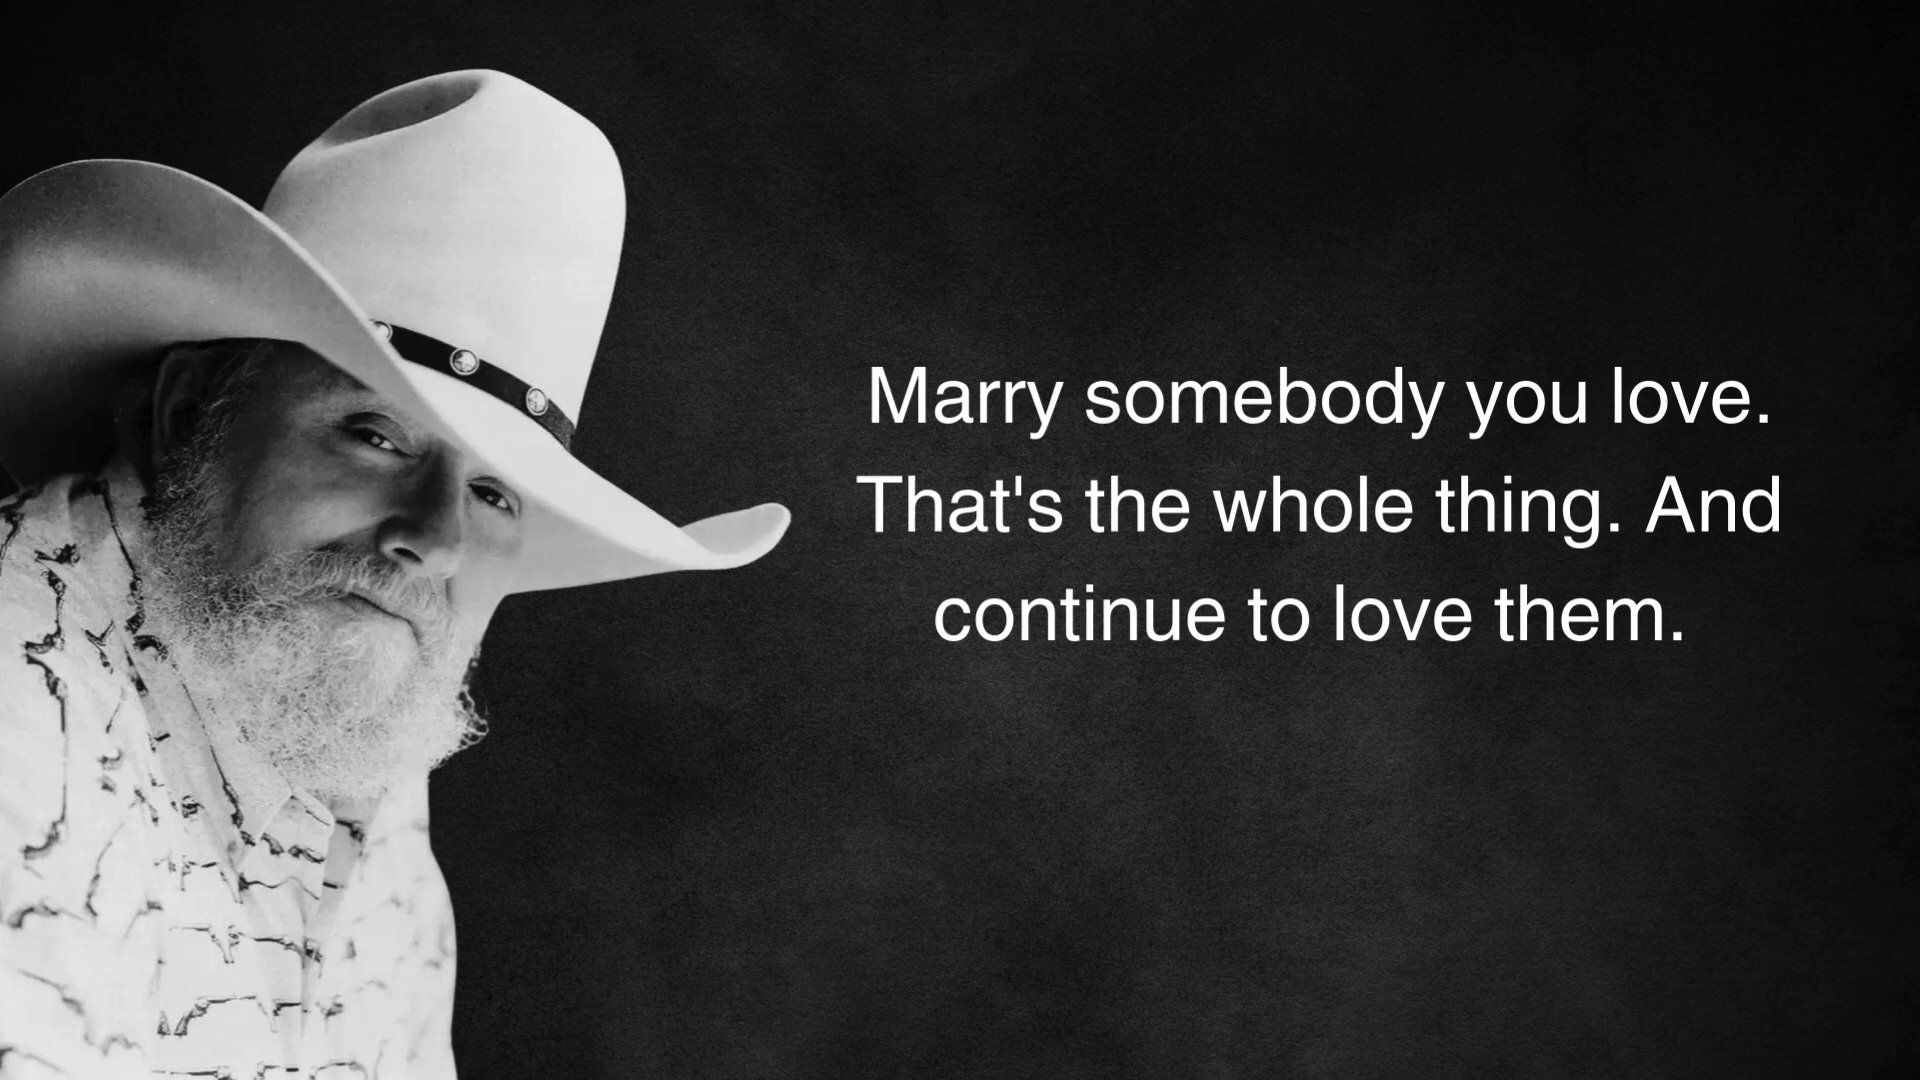 Marry somebody you love.
That's the whole thing. And
continue to love them.